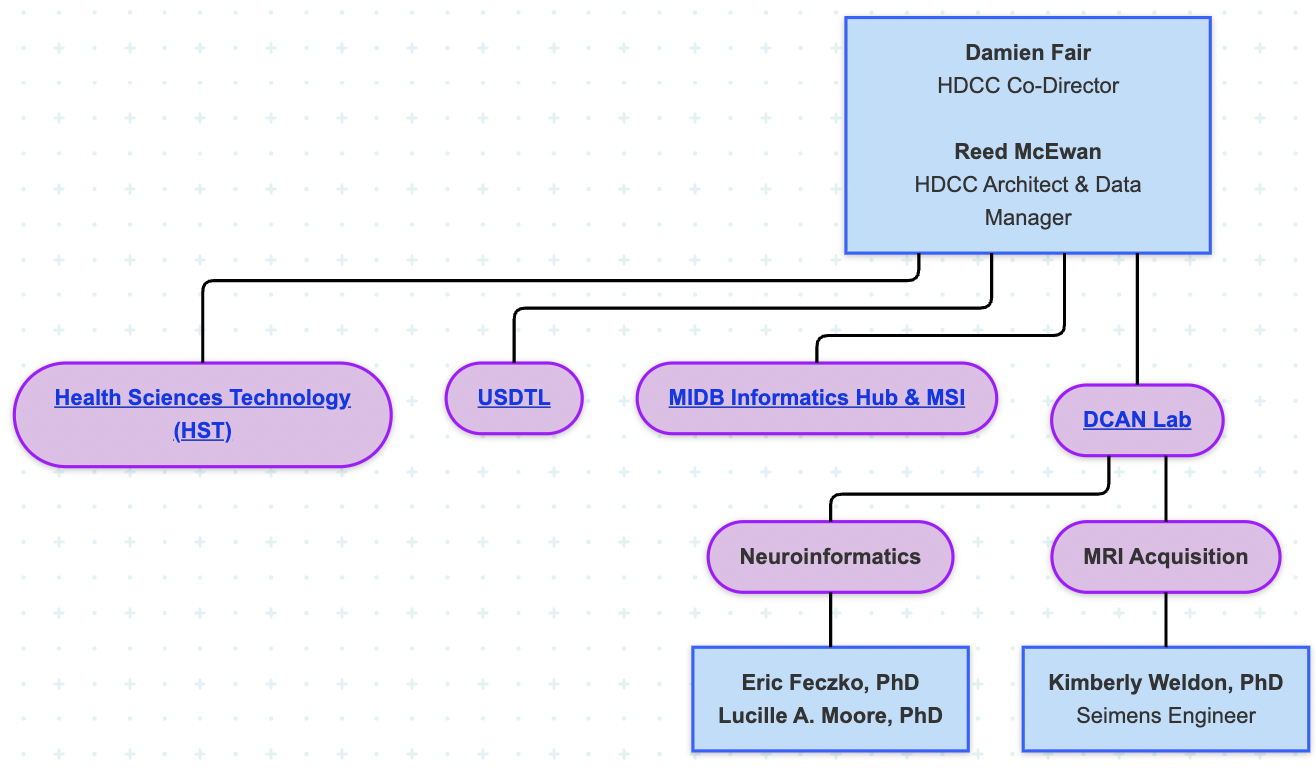 Damien Fair
HDCC Co-Director
Reed McEwan
HDCC Architect & Data
Manager
Health Sciences Technology
(HST)
USDTL
MIDB Informatics Hub & MSI
DCAN Lab
Neuroinformatics
MRI Acquisition
Eric Feczko, PhD
Lucille A. Moore, PhD
Kimberly Weldon, PhD
Seimens Engineer